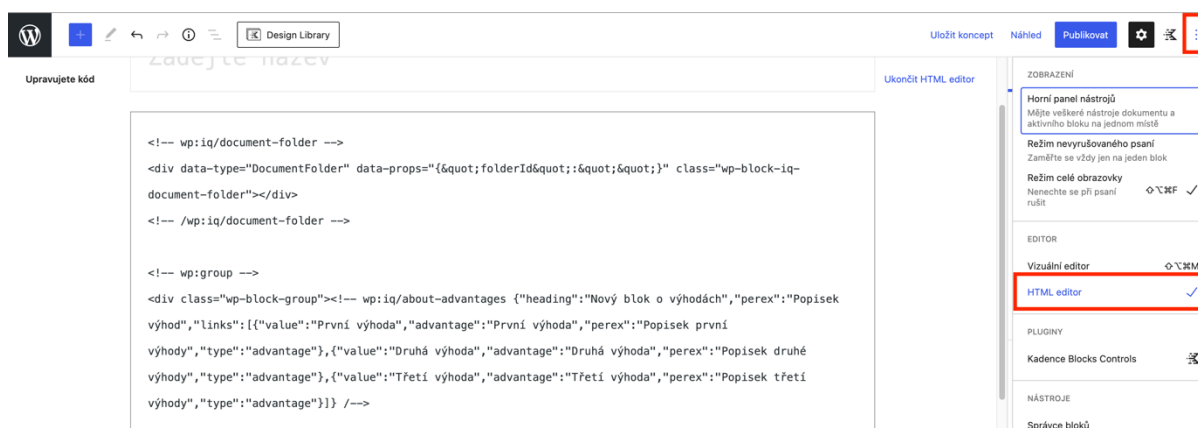 Design Library
Uložit koncept
Náhled
Publikovat
Upravujete kód
Zadejte název
Ukončit HTML editor
<!-- wp:iq/document-folder -->
<div data-type="DocumentFolder" data-props="{&quot;folderId&quot;:&quot;&quot;}" class="wp-block-iq-
document-folder"></div>
<!-- /wp:iq/document-folder -->
<!-- wp:group -->
<div class="wp-block-group"><!-- wp:iq/about-advantages {"heading":"Nový blok o výhodách","perex":"Popisek
výhod","links":[{"value":"První výhoda","advantage":"První výhoda","perex":"Popisek první
výhody","type":"advantage"},{"value":"Druhá výhoda","advantage":"Druhá výhoda","perex":"Popisek druhé
výhody","type":"advantage"},{"value":"Třetí výhoda","advantage":"Třetí výhoda","perex":"Popisek třetí
výhody","type":"advantage"}]} /-->
ZOBRAZENÍ
Horní panel nástrojů
Mějte veškeré nástroje dokumentu a
aktivního bloku na jednom místě
Režim nevyrušovaného psaní
Zaměřte se vždy jen na jeden blok
Režim celé obrazovky
Nenechte se při psaní
rušit
⇧⌥⌘F
EDITOR
Vizuální editor
⇧⌥⌘M
HTML editor
PLUGINY
Kadence Blocks Controls
NÁSTROJE
Správce bloků